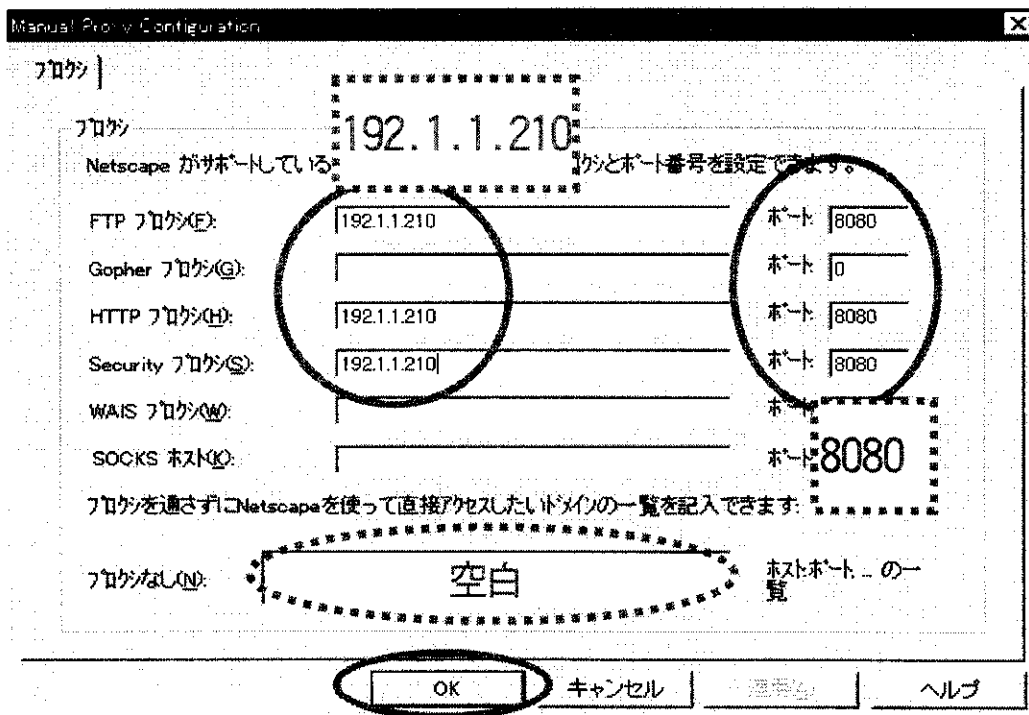 Manual Proxy Configuration
プロクシ
プロクシ
192.1.1.210
Netscape がサポートしている クシとポート番号を設定できます。
FTP プロクシ(F): 192.1.1.210 ポート: 8080
Gopher プロクシ(G): ポート: 0
HTTP プロクシ(H): 192.1.1.210 ポート: 8080
Security プロクシ(S): 192.1.1.210 ポート: 8080
WAIS プロクシ(W): ポート
SOCKS ホスト(K): ポート: 8080
プロクシを通さずにNetscapeを使って直接アクセスしたいドメインの一覧を記入できます:
プロクシなし(N): 空白 ホスト:ポート, ... の一
覧
OK キャンセル ヘルプ